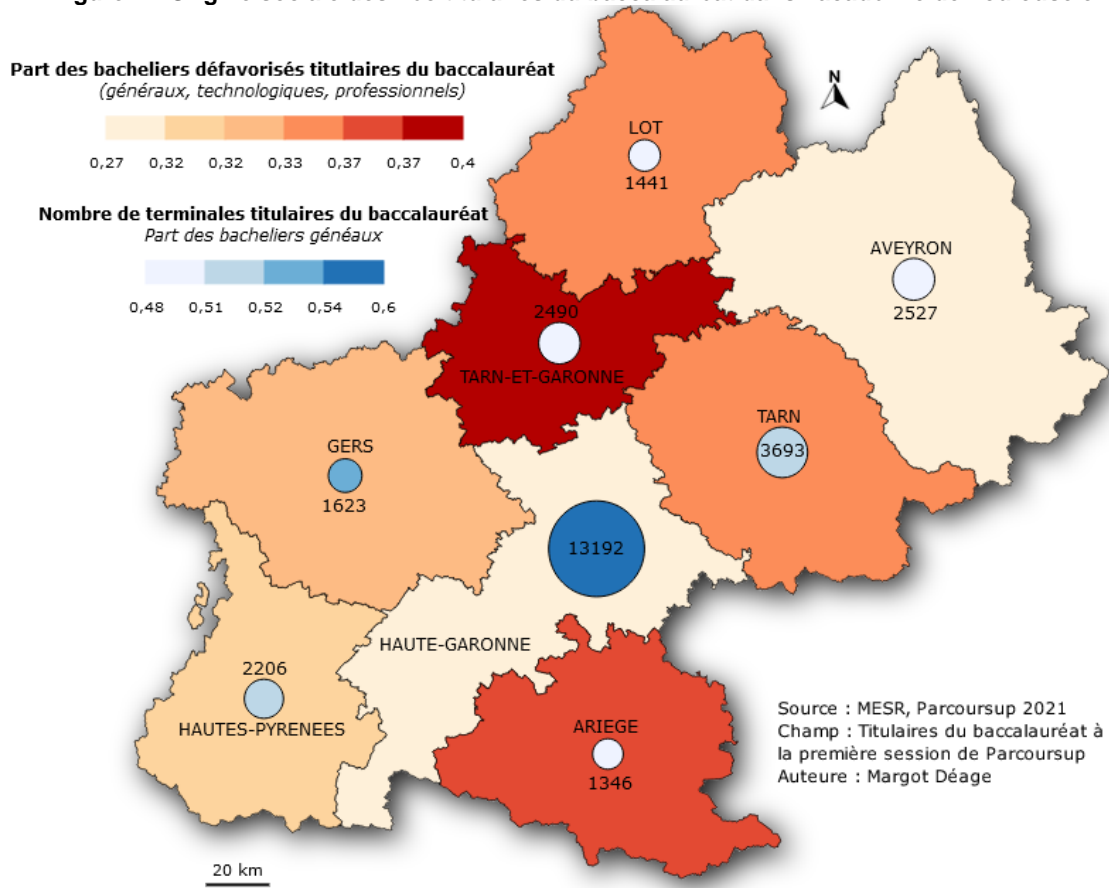 Part des bacheliers défavorisés titutlaires du baccalauréat
(généraux, technologiques, professionnels)
0,27 0,32 0,32 0,33 0,37 0,37 0,4
Nombre de terminales titulaires du baccalauréat
Part des bacheliers généaux
0,48 0,51 0,52 0,54 0,6
N
LOT
1441
AVEYRON
2527
2490
TARN-ET-GARONNE
TARN
3693
GERS
1623
13192
HAUTE-GARONNE
2206
HAUTES-PYRENEES
ARIEGE
1346
Source : MESR, Parcoursup 2021
Champ : Titulaires du baccalauréat à
la première session de Parcoursup
Auteure : Margot Déage
20 km